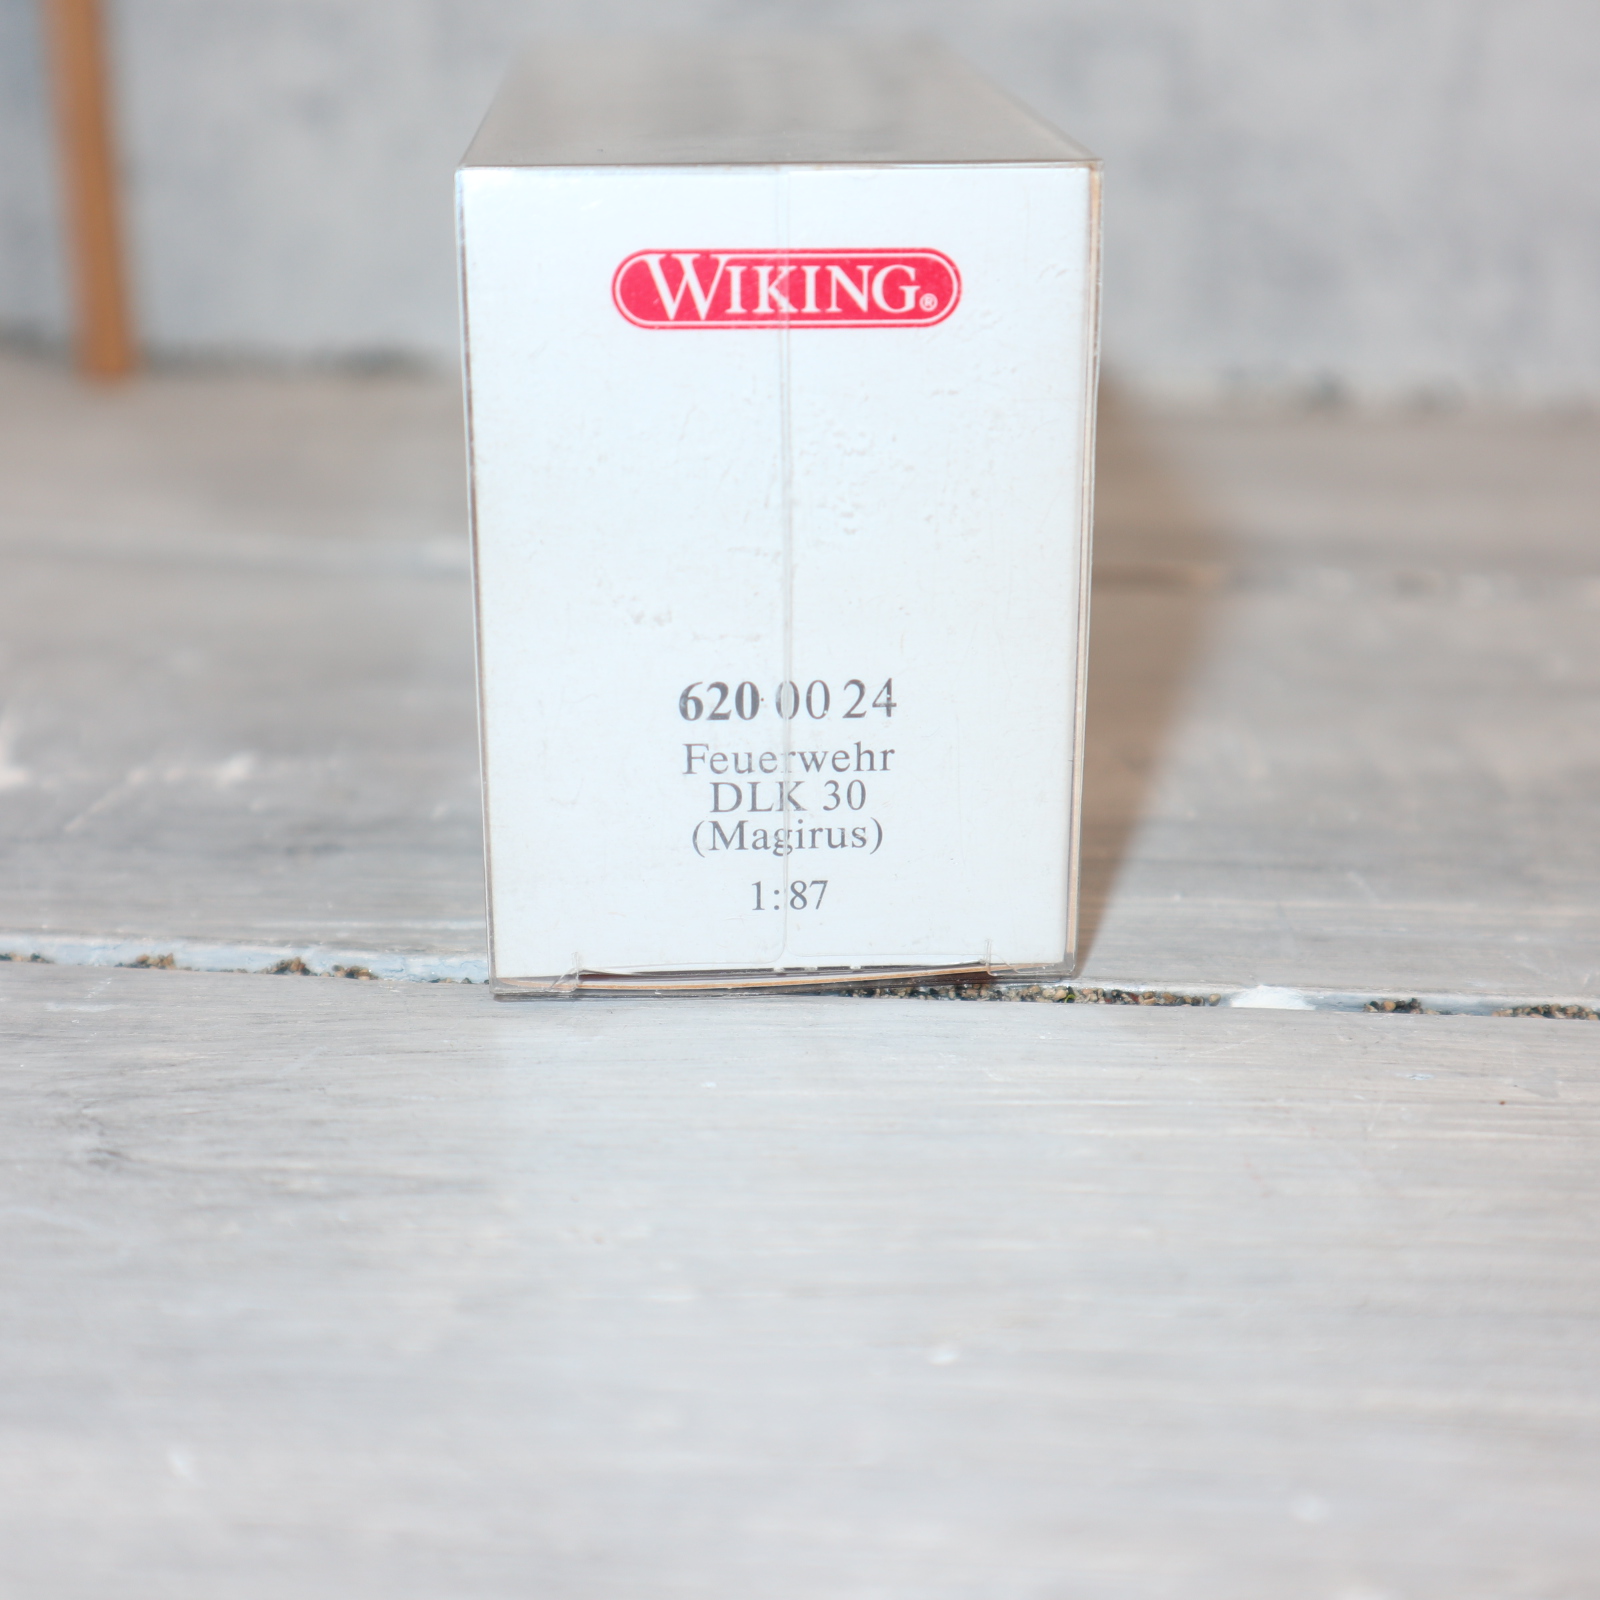 WIKING®
620 00 24
Feuerwehr
DLK 30
(Magirus)
1:87